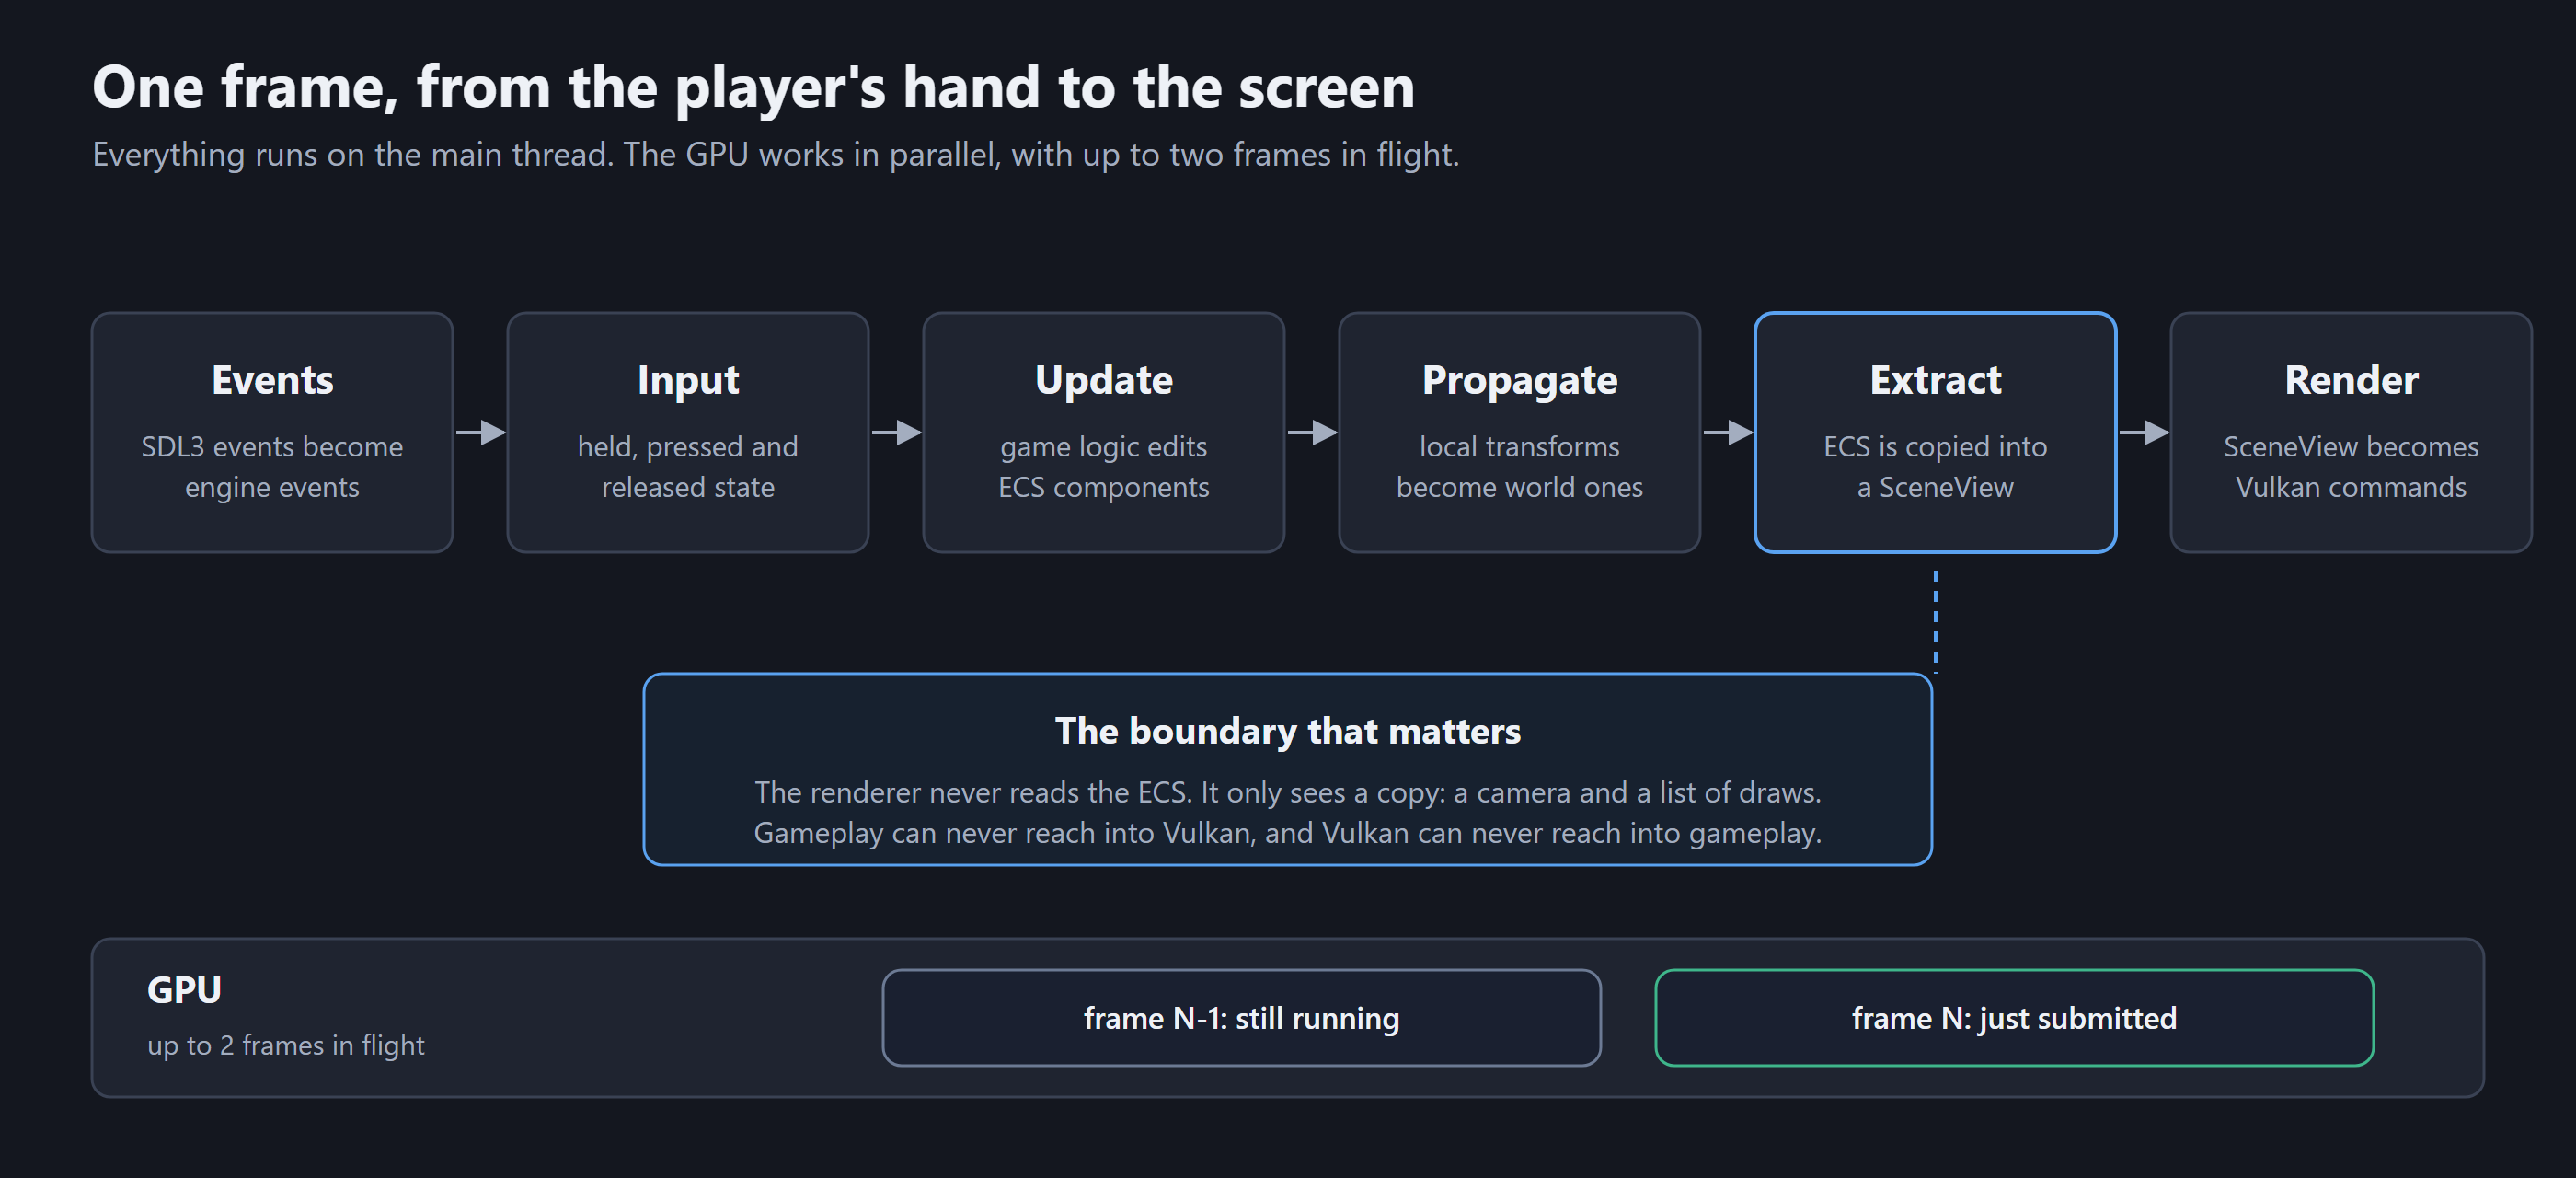 One frame, from the player's hand to the screen
Everything runs on the main thread. The GPU works in parallel, with up to two frames in flight.
Events
SDL3 events become
engine events
Input
held, pressed and
released state
Update
game logic edits
ECS components
Propagate
local transforms
become world ones
Extract
ECS is copied into
a SceneView
Render
SceneView becomes
Vulkan commands
The boundary that matters
The renderer never reads the ECS. It only sees a copy: a camera and a list of draws.
Gameplay can never reach into Vulkan, and Vulkan can never reach into gameplay.
GPU
up to 2 frames in flight
frame N-1: still running
frame N: just submitted